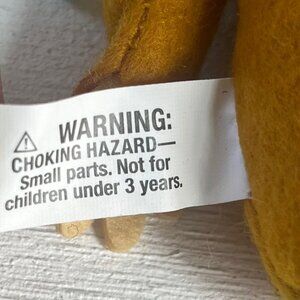 WARNING:
CHOKING HAZARD—
Small parts. Not for
children under 3 years.